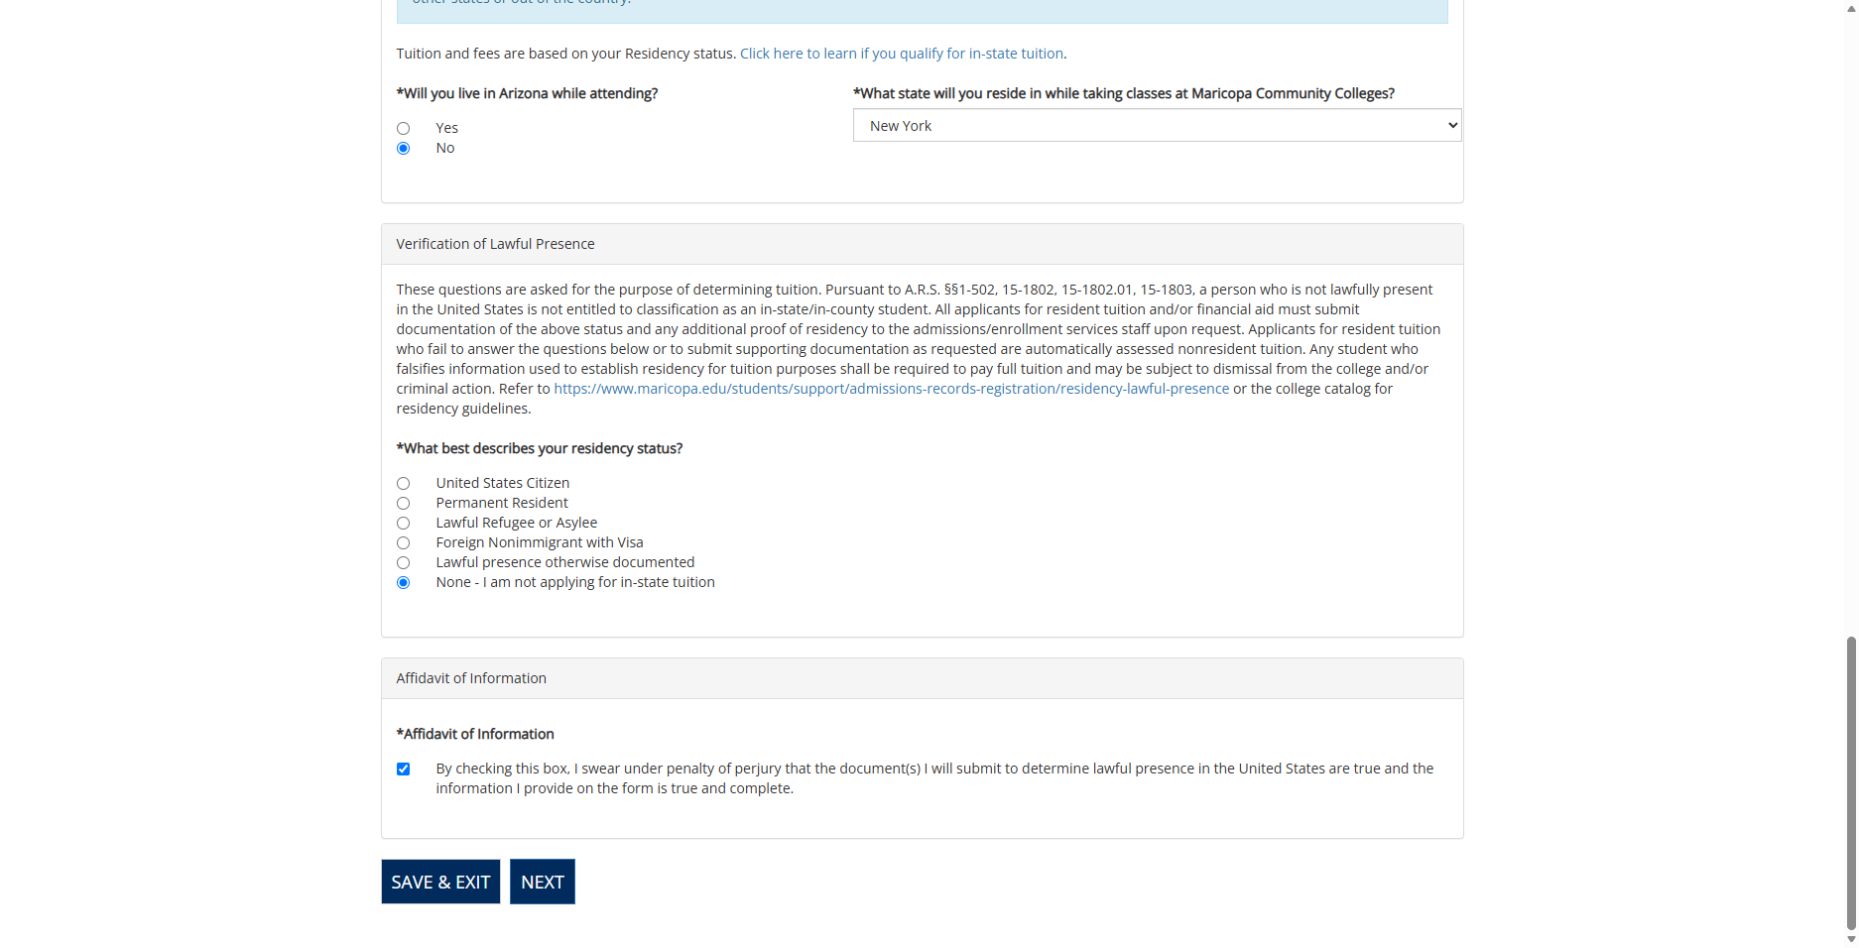 other states or out of the country.
Tuition and fees are based on your Residency status. Click here to learn if you qualify for in-state tuition.
*Will you live in Arizona while attending?
Yes
No
*What state will you reside in while taking classes at Maricopa Community Colleges?
New York
Verification of Lawful Presence
These questions are asked for the purpose of determining tuition. Pursuant to A.R.S. §§1-502, 15-1802, 15-1802.01, 15-1803, a person who is not lawfully present
in the United States is not entitled to classification as an in-state/in-county student. All applicants for resident tuition and/or financial aid must submit
documentation of the above status and any additional proof of residency to the admissions/enrollment services staff upon request. Applicants for resident tuition
who fail to answer the questions below or to submit supporting documentation as requested are automatically assessed nonresident tuition. Any student who
falsifies information used to establish residency for tuition purposes shall be required to pay full tuition and may be subject to dismissal from the college and/or
criminal action. Refer to https://www.maricopa.edu/students/support/admissions-records-registration/residency-lawful-presence or the college catalog for
residency guidelines.
*What best describes your residency status?
United States Citizen
Permanent Resident
Lawful Refugee or Asylee
Foreign Nonimmigrant with Visa
Lawful presence otherwise documented
None - I am not applying for in-state tuition
Affidavit of Information
*Affidavit of Information
By checking this box, I swear under penalty of perjury that the document(s) I will submit to determine lawful presence in the United States are true and the
information I provide on the form is true and complete.
SAVE & EXIT
NEXT